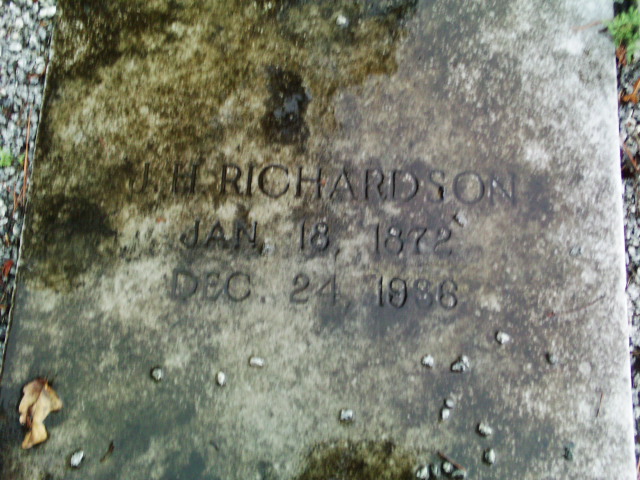 J. H. RICHARDSON
JAN. 18, 1872
DEC. 24, 1936